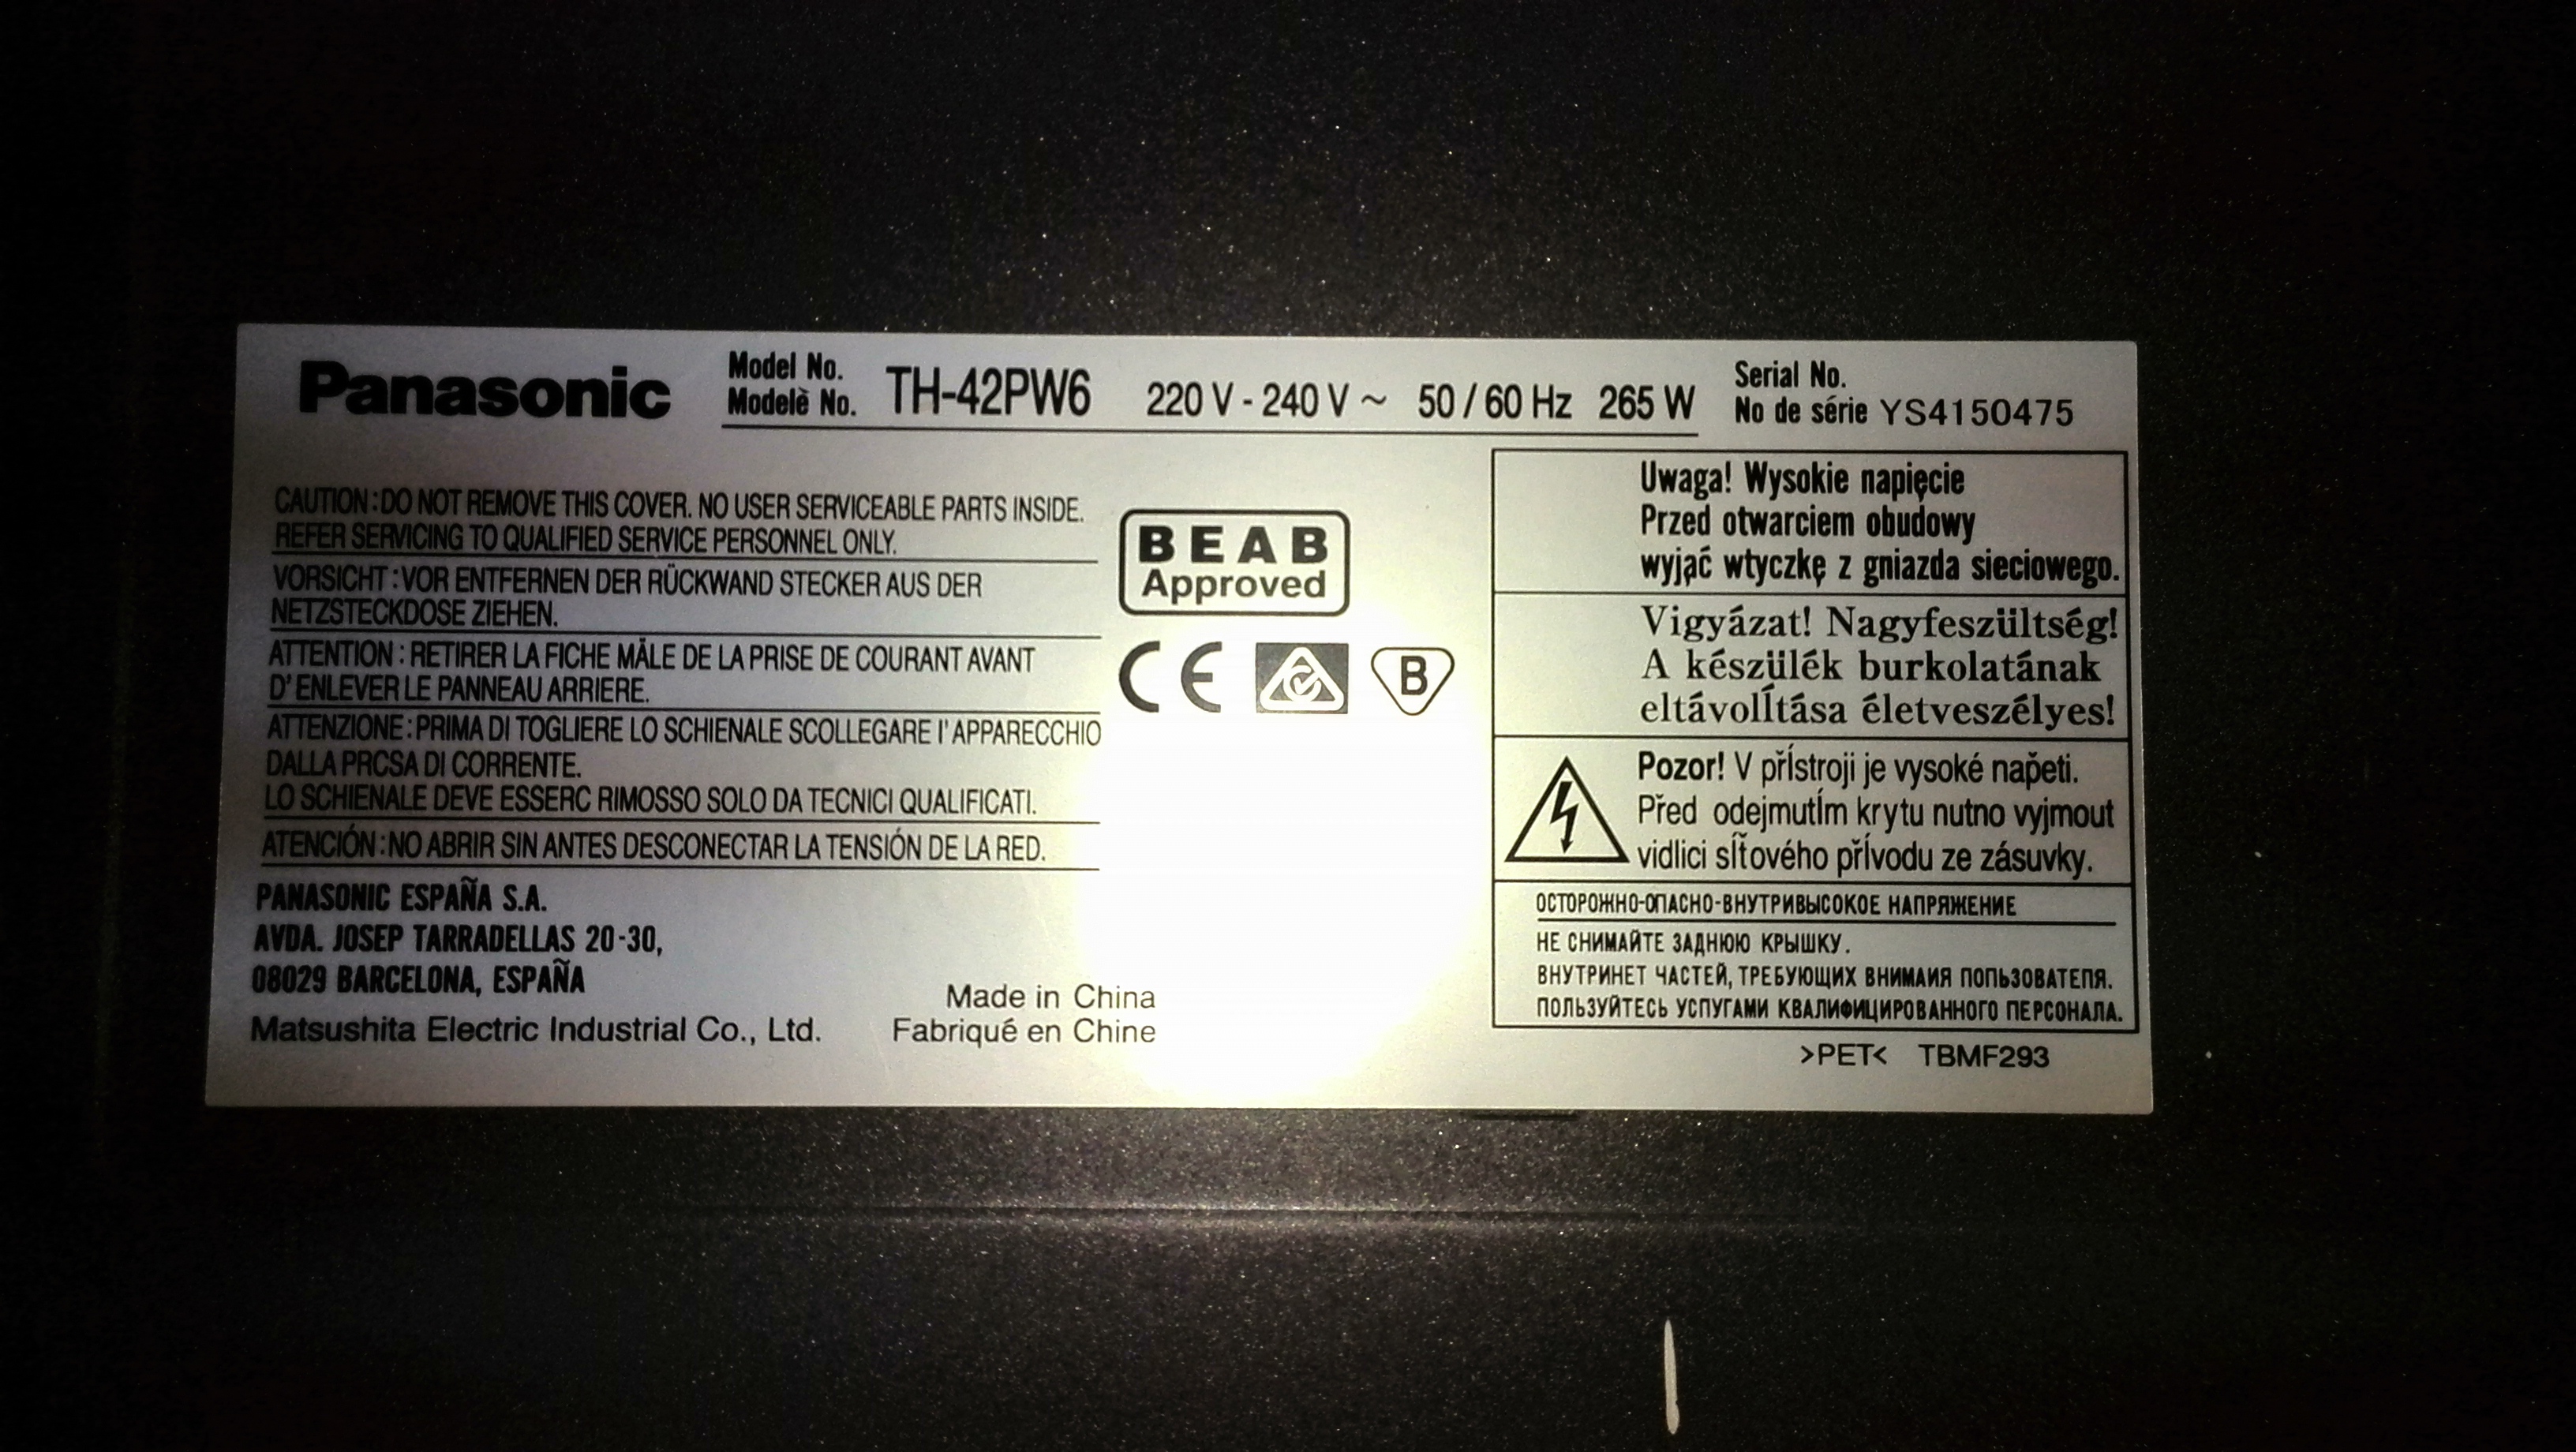 Panasonic
Model No.
Modelè No.
TH-42PW6 220 V - 240 V ~ 50 / 60 Hz 265 W
Serial No.
No de série YS4150475
CAUTION : DO NOT REMOVE THIS COVER. NO USER SERVICEABLE PARTS INSIDE.
REFER SERVICING TO QUALIFIED SERVICE PERSONNEL ONLY.
VORSICHT : VOR ENTFERNEN DER RÜCKWAND STECKER AUS DER
NETZSTECKDOSE ZIEHEN.
ATTENTION : RETIRER LA FICHE MÂLE DE LA PRISE DE COURANT AVANT
D' ENLEVER LE PANNEAU ARRIERE.
ATTENZIONE : PRIMA DI TOGLIERE LO SCHIENALE SCOLLEGARE I' APPARECCHIO
DALLA PRCSA DI CORRENTE.
LO SCHIENALE DEVE ESSERC RIMOSSO SOLO DA TECNICI QUALIFICATI.
ATENCIÓN : NO ABRIR SIN ANTES DESCONECTAR LA TENSIÓN DE LA RED.
PANASONIC ESPAÑA S.A.
AVDA. JOSEP TARRADELLAS 20-30,
08029 BARCELONA, ESPAÑA
Matsushita Electric Industrial Co., Ltd.
Made in China
Fabriqué en Chine
BEAB
Approved
CE
B
Uwaga! Wysokie napięcie
Przed otwarciem obudowy
wyjąć wtyczkę z gniazda sieciowego.
Vigyázat! Nagyfeszültség!
A készülék burkolatának
eltávolítása életveszélyes!
Pozor! V přístroji je vysoké napěti.
Před odejmutím krytu nutno vyjmout
vidlici síťového přívodu ze zásuvky.
ОСТОРОЖНО-ОПАСНО-ВНУТРИВЫСОКОЕ НАПРЯЖЕНИЕ
НЕ СНИМАЙТЕ ЗАДНЮЮ КРЫШКУ.
ВНУТРИНЕТ ЧАСТЕЙ, ТРЕБУЮЩИХ ВНИМАИЯ ПОПЬЗОВАТЕПЯ.
ПОЛЬЗУЙТЕСЬ УСПУГАМИ КВАЛИФИЦИРОВАННОГО ПЕРСОНАЛА.
>PET< TBMF293